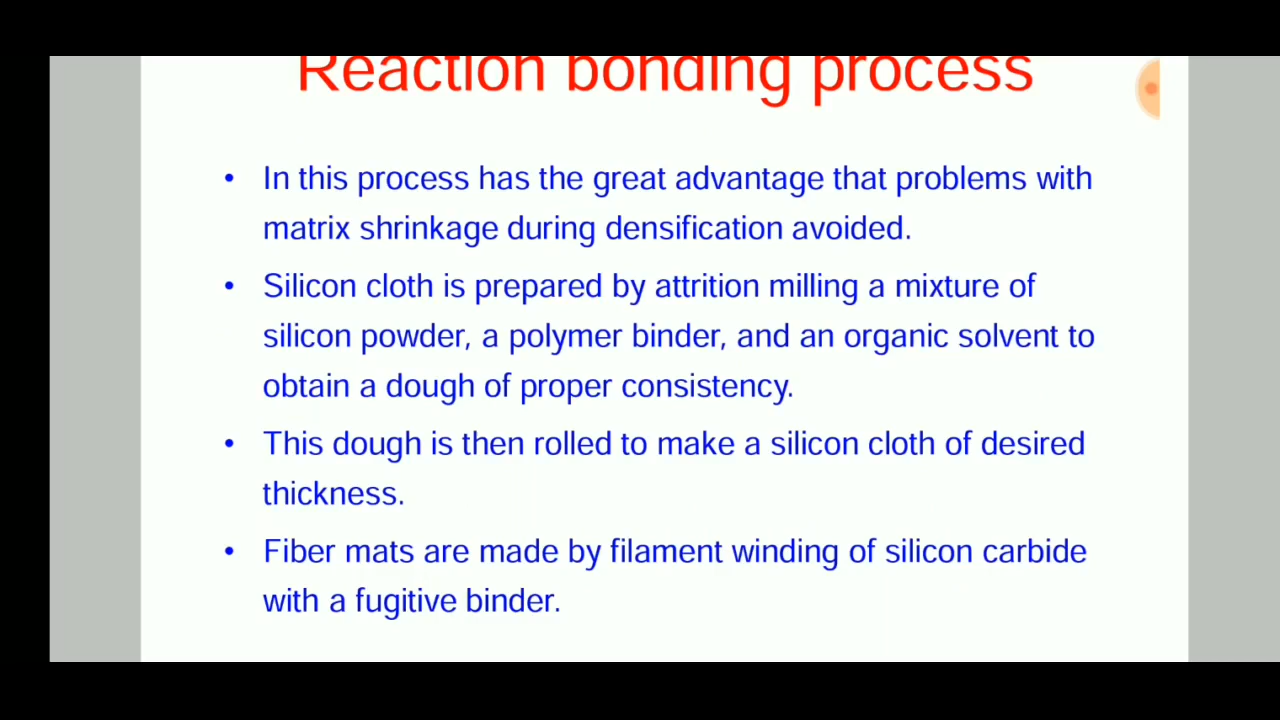 Reaction bonding process
• In this process has the great advantage that problems with
matrix shrinkage during densification avoided.
• Silicon cloth is prepared by attrition milling a mixture of
silicon powder, a polymer binder, and an organic solvent to
obtain a dough of proper consistency.
• This dough is then rolled to make a silicon cloth of desired
thickness.
• Fiber mats are made by filament winding of silicon carbide
with a fugitive binder.